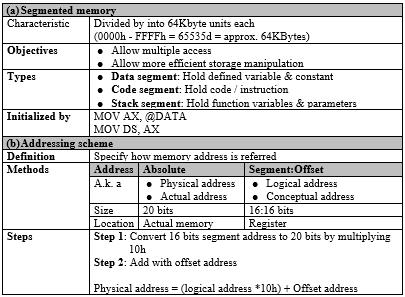 (a) Segmented memory
Characteristic Divided by into 64Kbyte units each
(0000h - FFFFh = 65535d = approx. 64KBytes)
Objectives ● Allow multiple access
● Allow more efficient storage manipulation
Types ● Data segment: Hold defined variable & constant
● Code segment: Hold code / instruction
● Stack segment: Hold function variables & parameters
Initialized by MOV AX, @DATA
MOV DS, AX
(b) Addressing scheme
Definition Specify how memory address is referred
Methods Address Absolute Segment:Offset
A.k. a ● Physical address ● Logical address
● Actual address ● Conceptual address
Size 20 bits 16:16 bits
Location Actual memory Register
Steps Step 1: Convert 16 bits segment address to 20 bits by multiplying
10h
Step 2: Add with offset address
Physical address = (logical address *10h) + Offset address